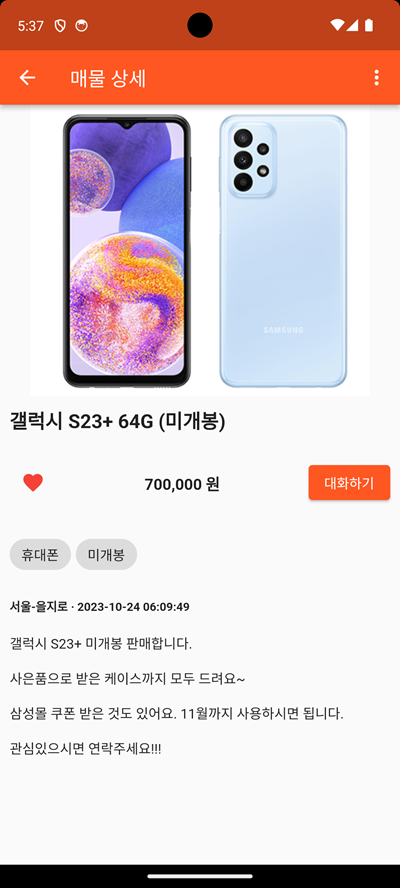 5:37
매물 상세
SAMSUNG
갤럭시 S23+ 64G (미개봉)
700,000 원
대화하기
휴대폰
미개봉
서울-을지로 · 2023-10-24 06:09:49
갤럭시 S23+ 미개봉 판매합니다.
사은품으로 받은 케이스까지 모두 드려요~
삼성몰 쿠폰 받은 것도 있어요. 11월까지 사용하시면 됩니다.
관심있으시면 연락주세요!!!